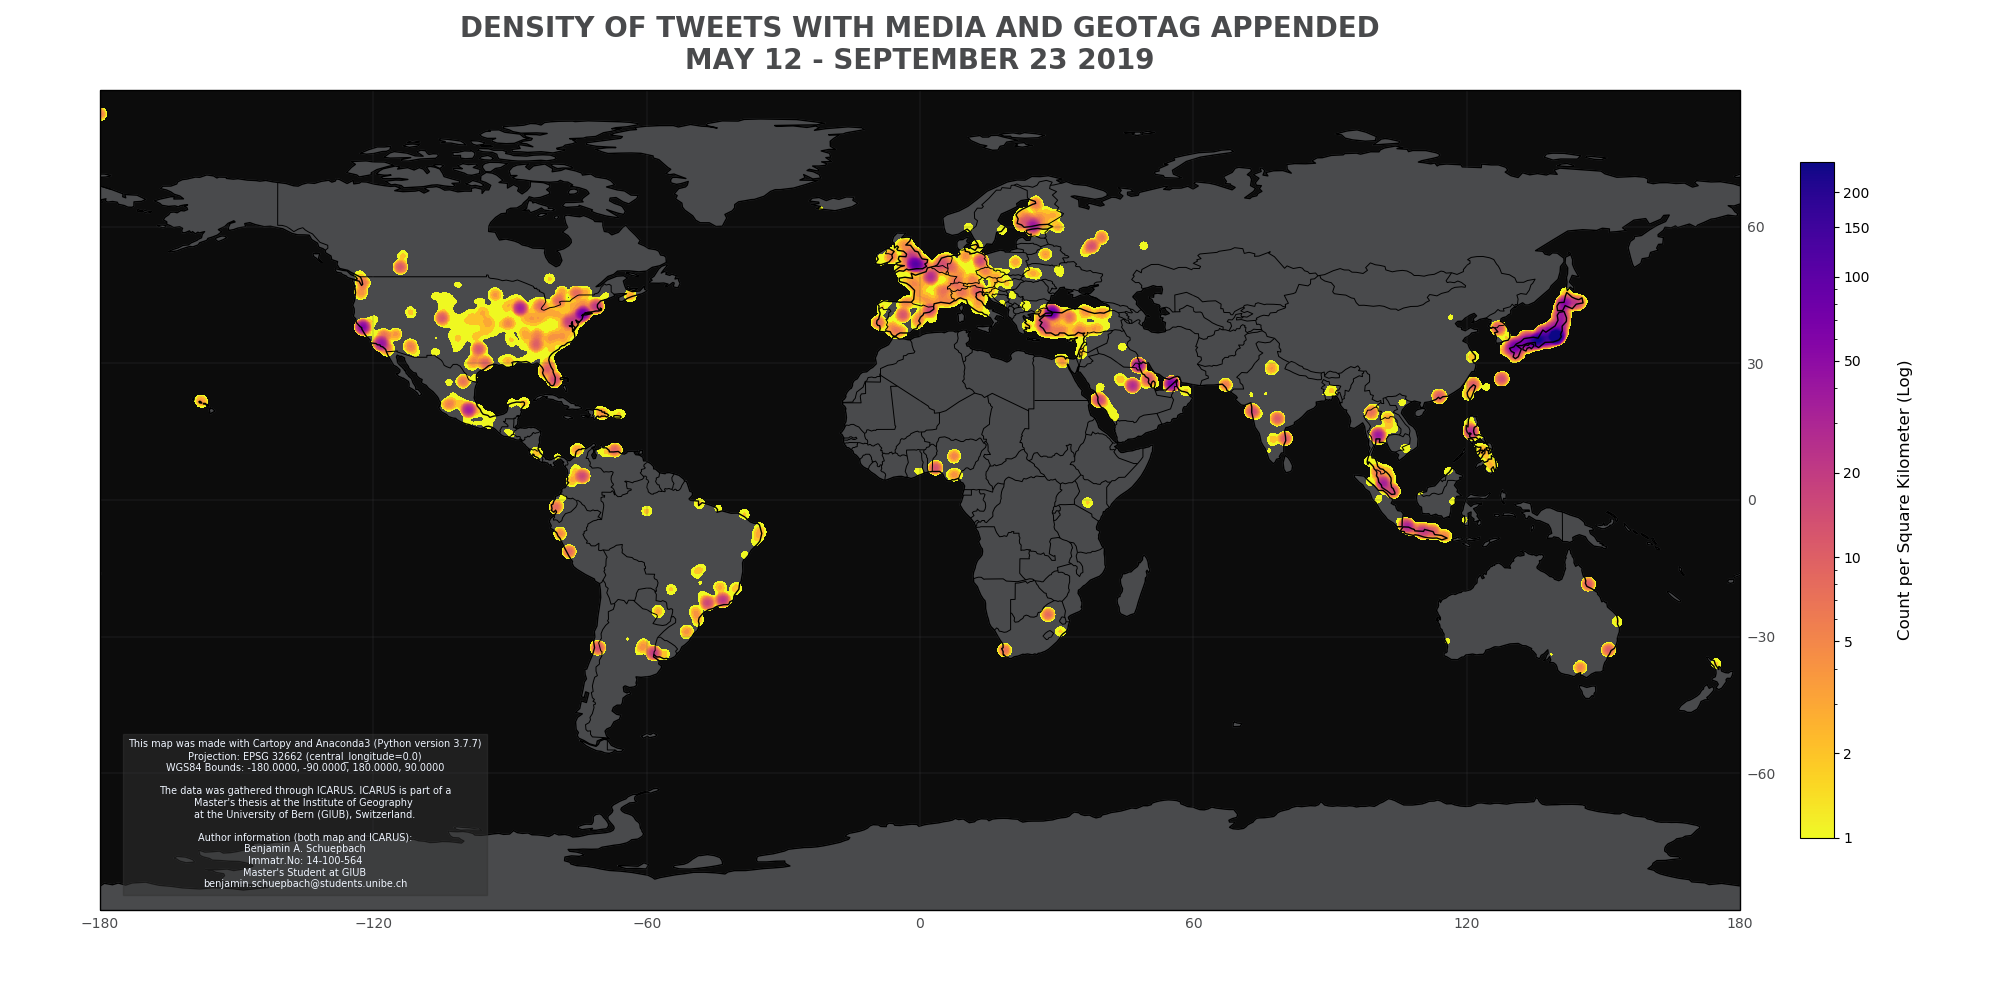 DENSITY OF TWEETS WITH MEDIA AND GEOTAG APPENDED
MAY 12 - SEPTEMBER 23 2019
200
150
100
50
20
10
5
2
1
Count per Square Kilometer (Log)
60
30
0
−30
−60
This map was made with Cartopy and Anaconda3 (Python version 3.7.7)
Projection: EPSG 32662 (central_longitude=0.0)
WGS84 Bounds: -180.0000, -90.0000, 180.0000, 90.0000
The data was gathered through ICARUS. ICARUS is part of a
Master's thesis at the Institute of Geography
at the University of Bern (GIUB), Switzerland.
Author information (both map and ICARUS):
Benjamin A. Schuepbach
Immatr.No: 14-100-564
Master's Student at GIUB
benjamin.schuepbach@students.unibe.ch
−180
−120
−60
0
60
120
180